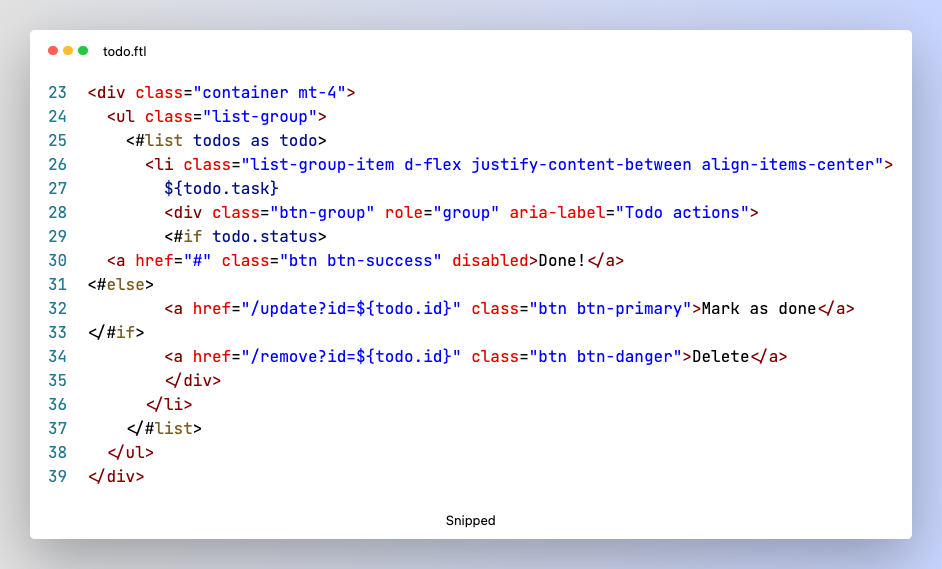 todo.ftl
23 <div class="container mt-4">
24   <ul class="list-group">
25     <#list todos as todo>
26       <li class="list-group-item d-flex justify-content-between align-items-center">
27         ${todo.task}
28         <div class="btn-group" role="group" aria-label="Todo actions">
29         <#if todo.status>
30   <a href="#" class="btn btn-success" disabled>Done!</a>
31 <#else>
32         <a href="/update?id=${todo.id}" class="btn btn-primary">Mark as done</a>
33 </#if>
34         <a href="/remove?id=${todo.id}" class="btn btn-danger">Delete</a>
35         </div>
36       </li>
37     </#list>
38   </ul>
39 </div>
Snipped